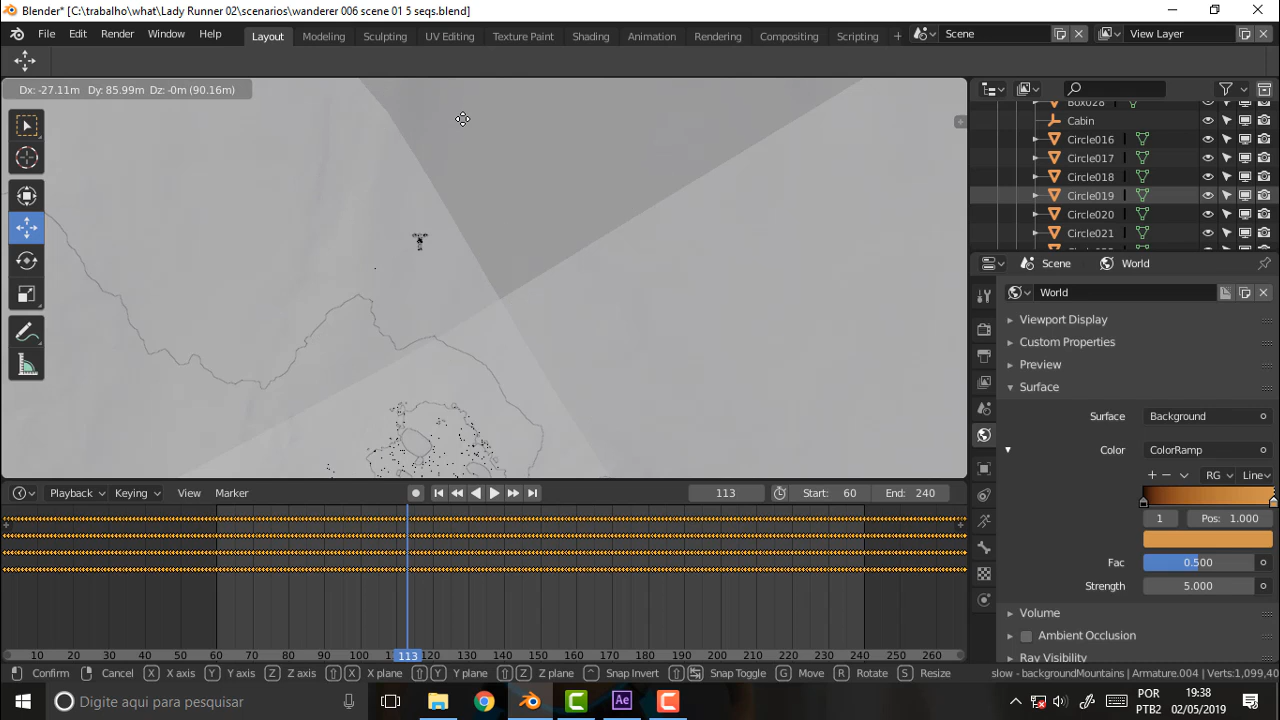 Blender* [C:\trabalho\what\Lady Runner 02\scenarios\wanderer 006 scene 01 5 seqs.blend]
File Edit Render Window Help Layout Modeling Sculpting UV Editing Texture Paint Shading Animation Rendering Compositing Scripting + Scene View Layer
Dx: -27.11m Dy: 85.99m Dz: -0m (90.16m)
Box028
Cabin
Circle016
Circle017
Circle018
Circle019
Circle020
Circle021
Scene World
World
Viewport Display
Custom Properties
Preview
Surface
Surface Background
Color ColorRamp
RG Line
1 Pos: 1.000
Fac 0.500
Strength 5.000
Volume
Ambient Occlusion
Ray Visibility
Playback Keying View Marker 113 Start: 60 End: 240
10 20 30 40 50 60 70 80 90 100 113 120 130 140 150 160 170 180 190 200 210 220 230 240 250 260
Confirm Cancel X X axis Y Y axis Z Z axis X X plane Y Y plane Z Z plane Snap Invert Snap Toggle G Move R Rotate S Resize slow - backgroundMountains | Armature.004 | Verts:1,099,40
Digite aqui para pesquisar
Ae
POR
PTB2
19:38
02/05/2019